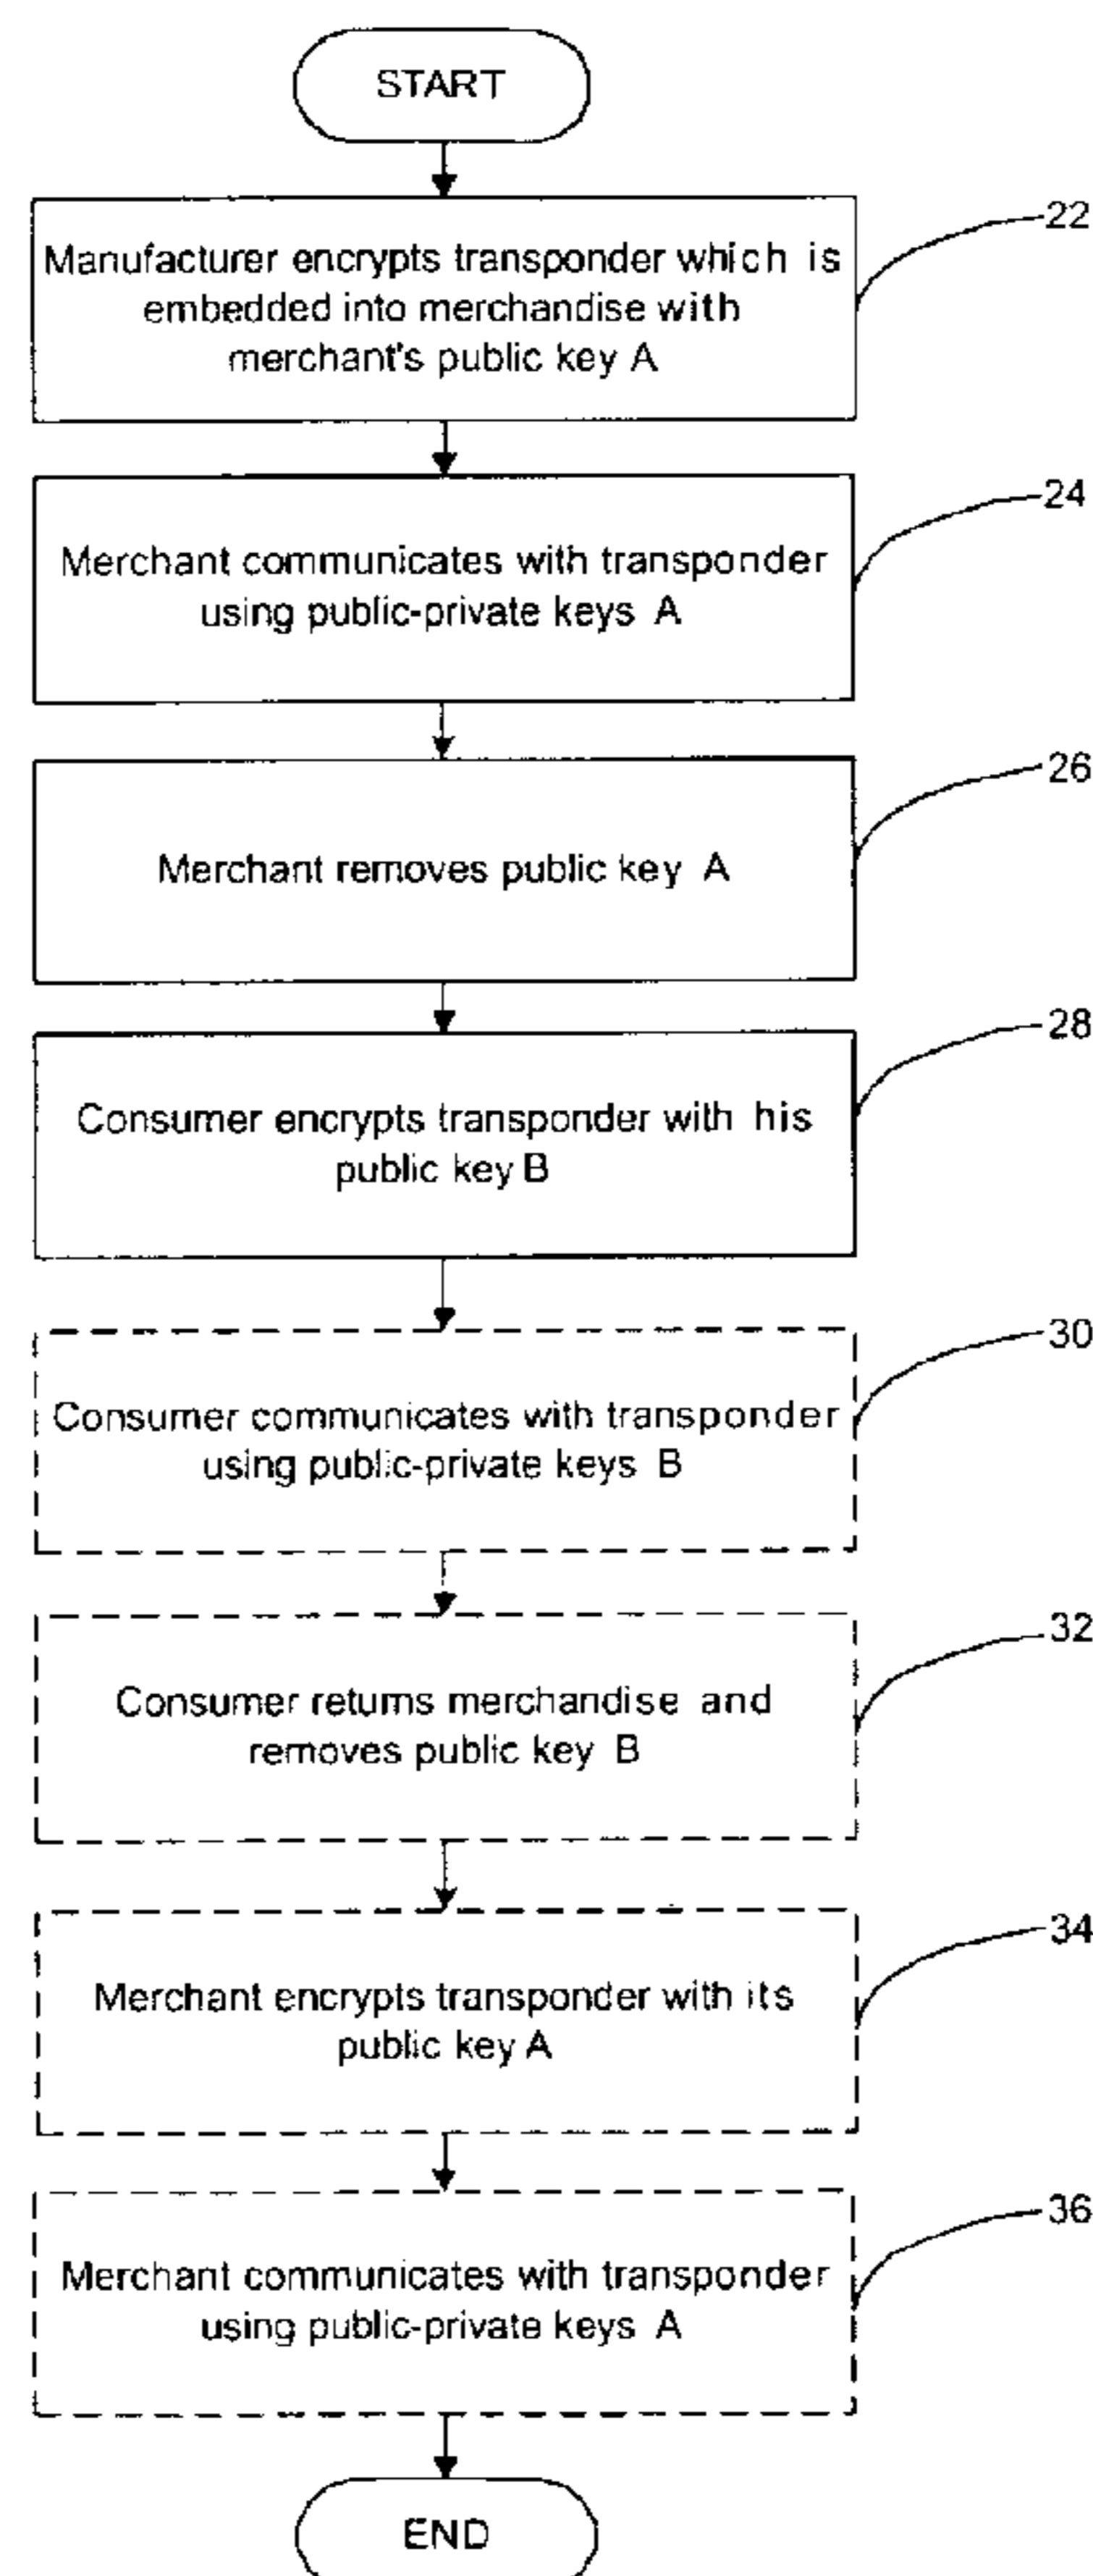 START
22
Manufacturer encrypts transponder which is
embedded into merchandise with
merchant's public key A
24
Merchant communicates with transponder
using public-private keys A
26
Merchant removes public key A
28
Consumer encrypts transponder with his
public key B
30
Consumer communicates with transponder
using public-private keys B
32
Consumer returns merchandise and
removes public key B
34
Merchant encrypts transponder with its
public key A
36
Merchant communicates with transponder
using public-private keys A
END